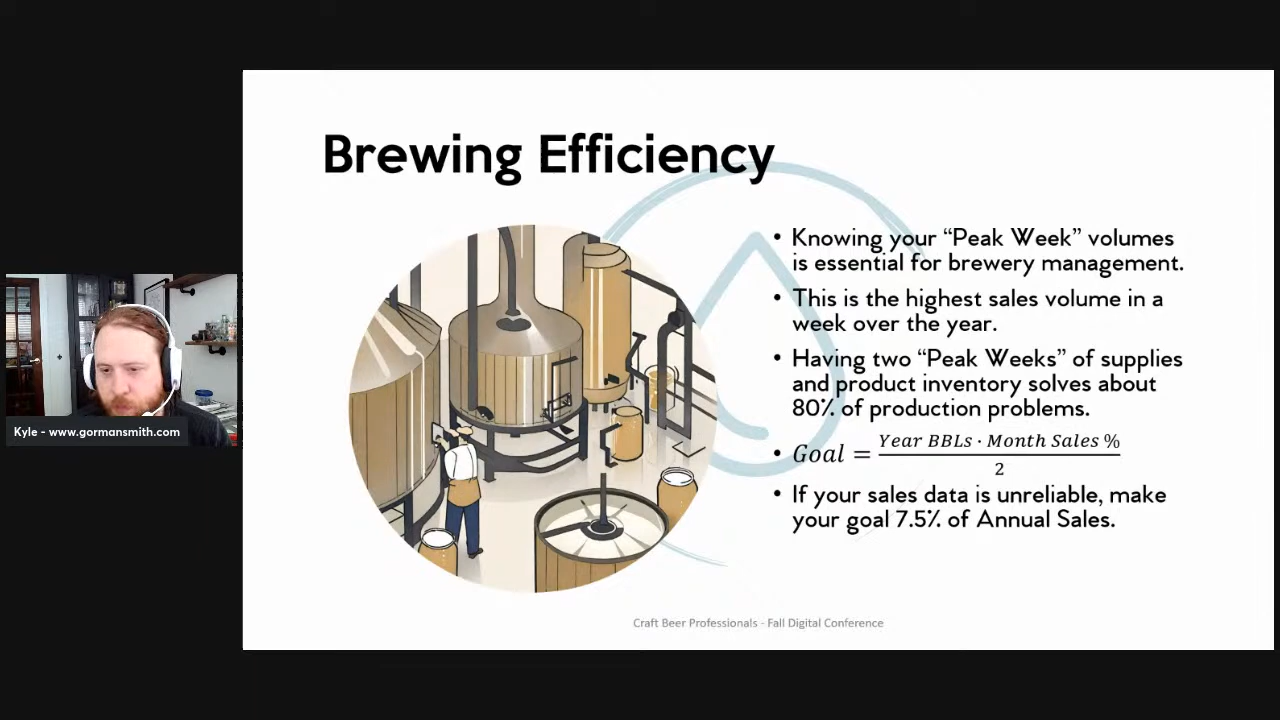 Brewing Efficiency
• Knowing your “Peak Week” volumes
is essential for brewery management.
• This is the highest sales volume in a
week over the year.
• Having two “Peak Weeks” of supplies
and product inventory solves about
80% of production problems.
• Goal = (Year BBLs · Month Sales %) / 2
• If your sales data is unreliable, make
your goal 7.5% of Annual Sales.
Kyle - www.gormansmith.com
Craft Beer Professionals - Fall Digital Conference